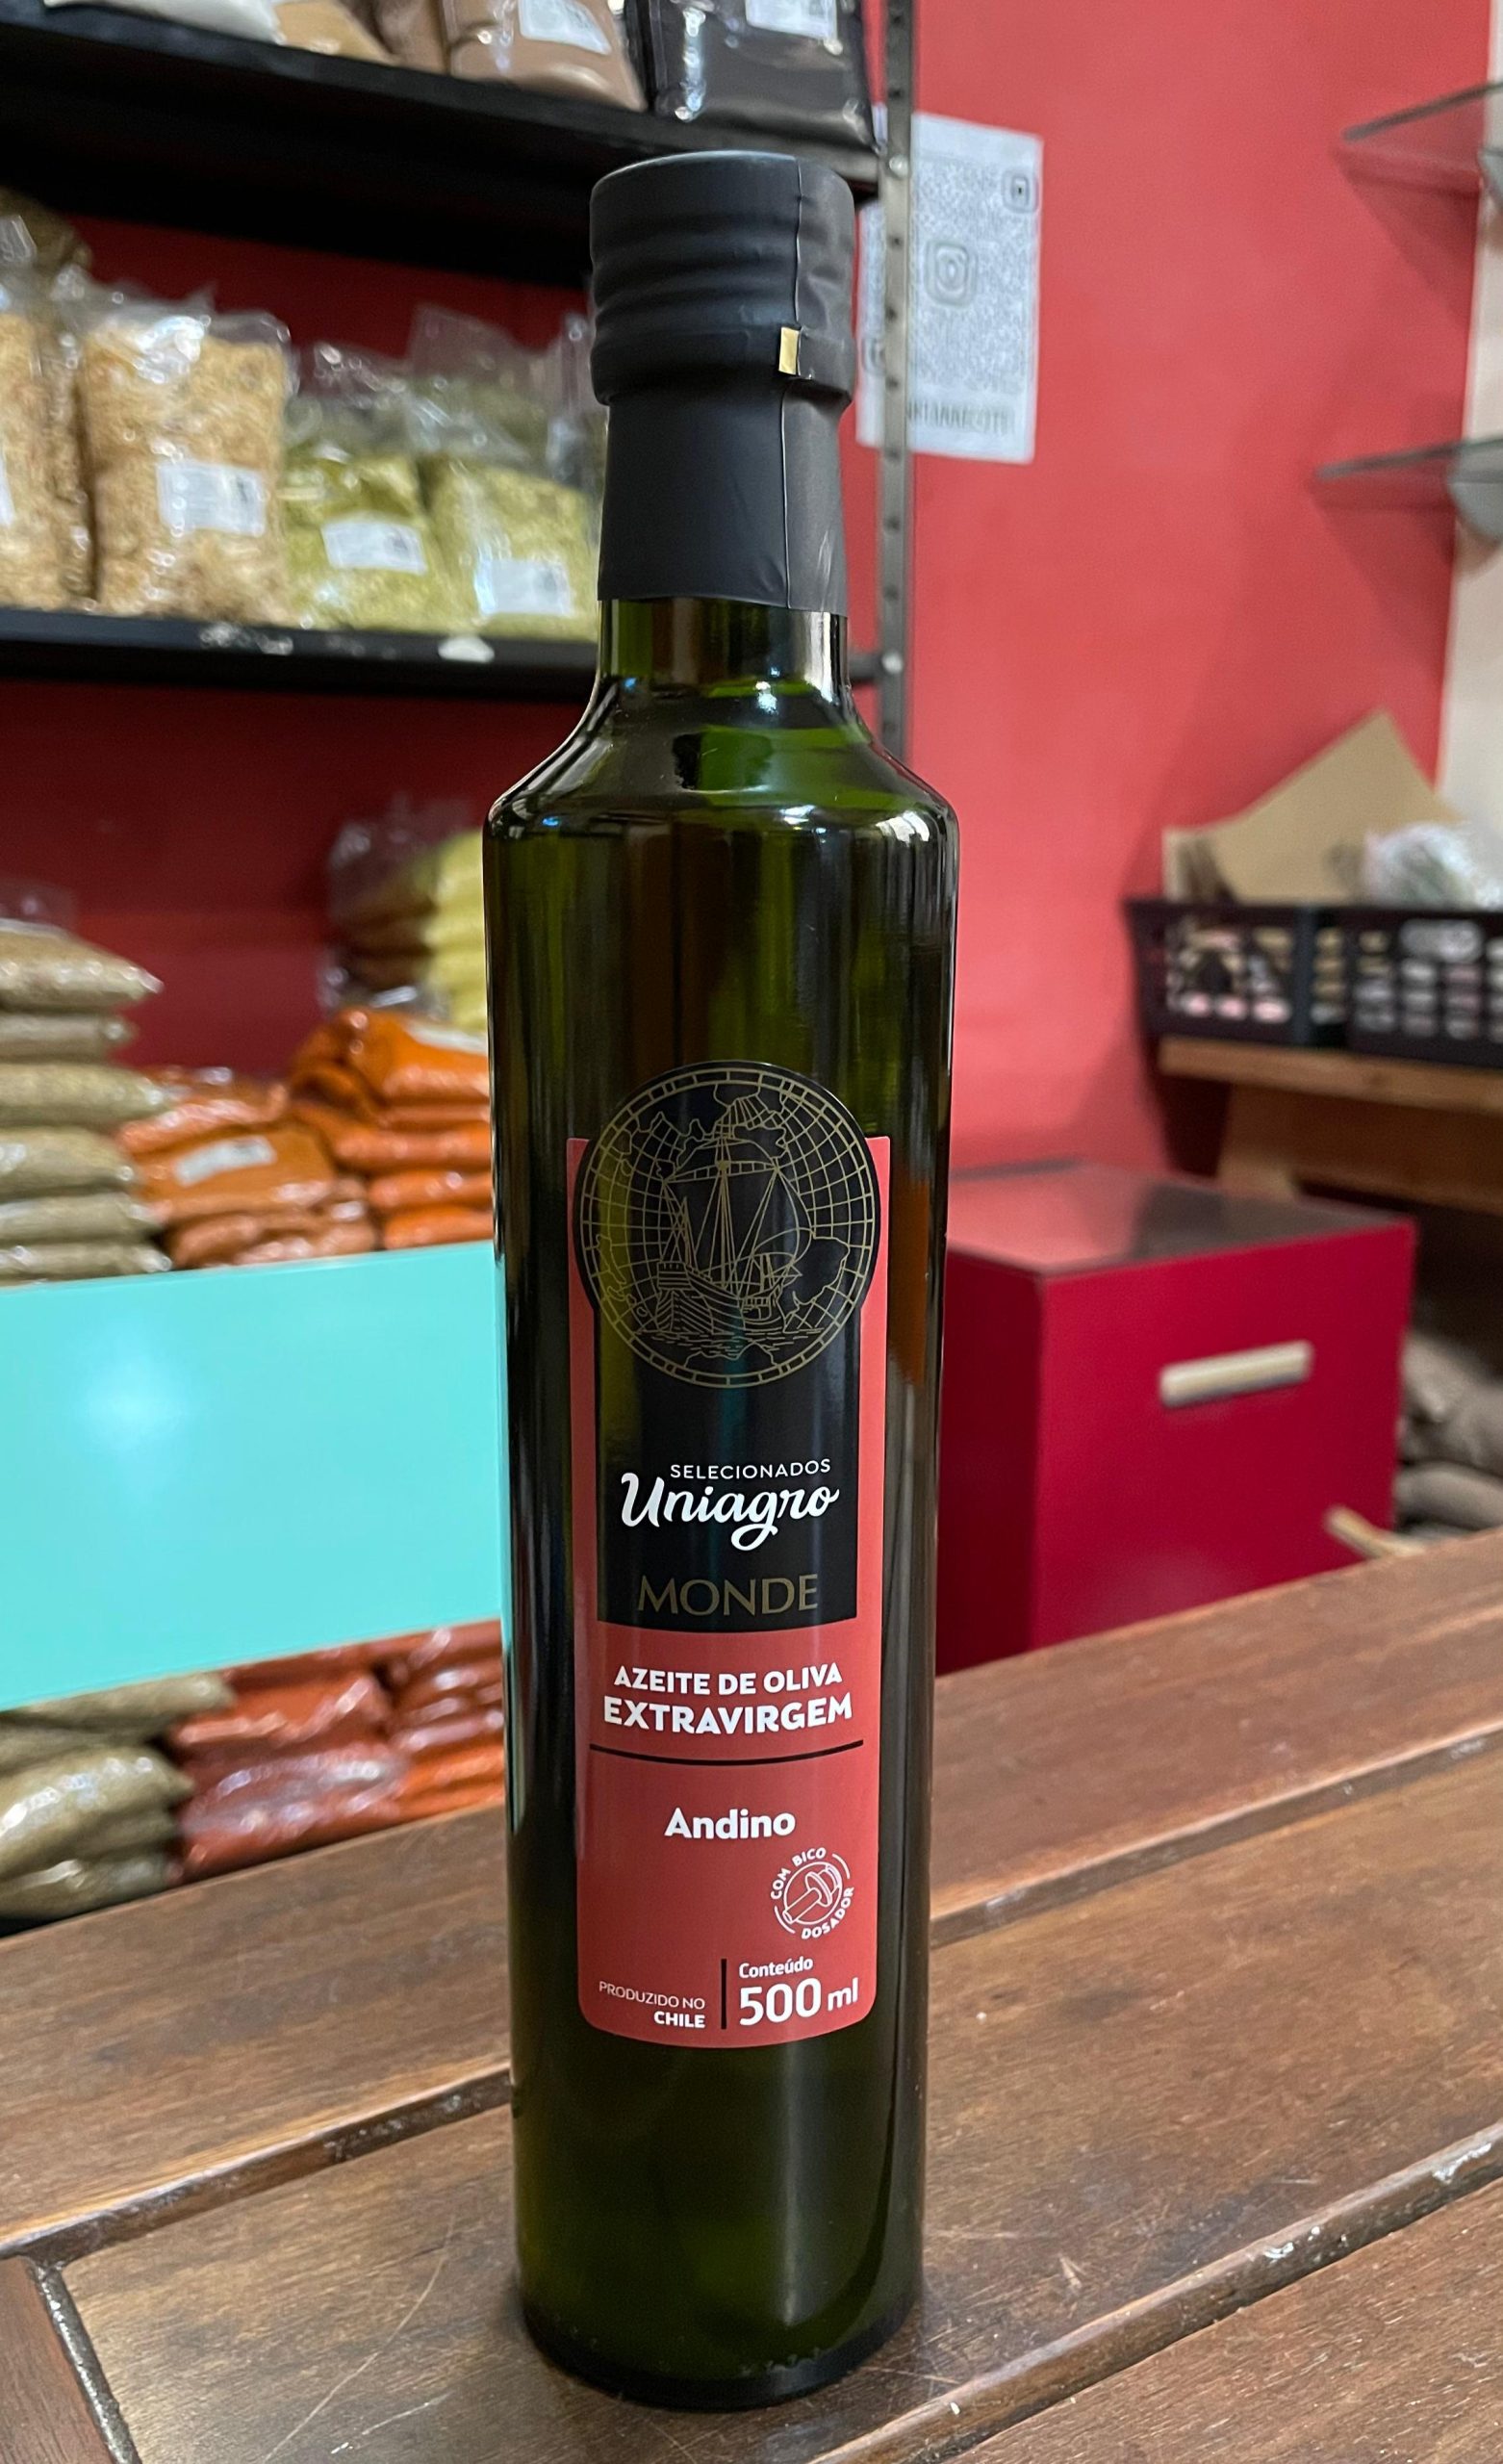 SELECIONADOS
Uniagro
MONDE
AZEITE DE OLIVA
EXTRAVIRGEM
Andino
COM BICO
DOSADOR
PRODUZIDO NO
CHILE
Conteúdo
500 ml